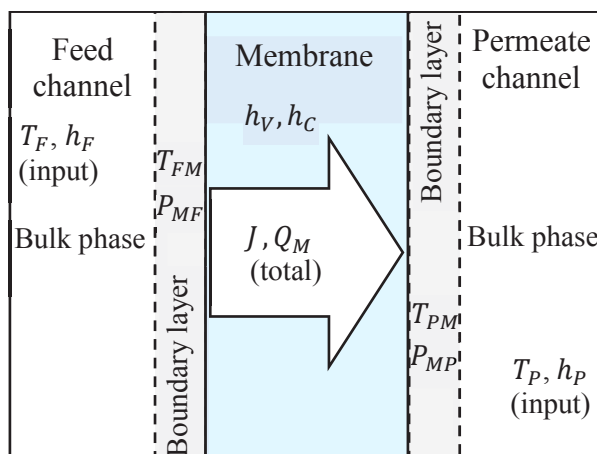 Feed
channel
T_F, h_F
(input)
Bulk phase
T_FM
P_MF
Boundary layer
Membrane
h_V, h_C
J, Q_M
(total)
Boundary layer
T_PM
P_MP
Permeate
channel
Bulk phase
T_P, h_P
(input)